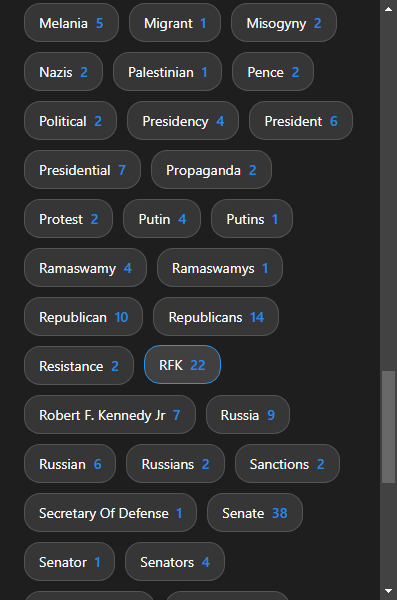 Melania 5 Migrant 1 Misogyny 2
Nazis 2 Palestinian 1 Pence 2
Political 2 Presidency 4 President 6
Presidential 7 Propaganda 2
Protest 2 Putin 4 Putins 1
Ramaswamy 4 Ramaswamys 1
Republican 10 Republicans 14
Resistance 2 RFK 22
Robert F. Kennedy Jr 7 Russia 9
Russian 6 Russians 2 Sanctions 2
Secretary Of Defense 1 Senate 38
Senator 1 Senators 4